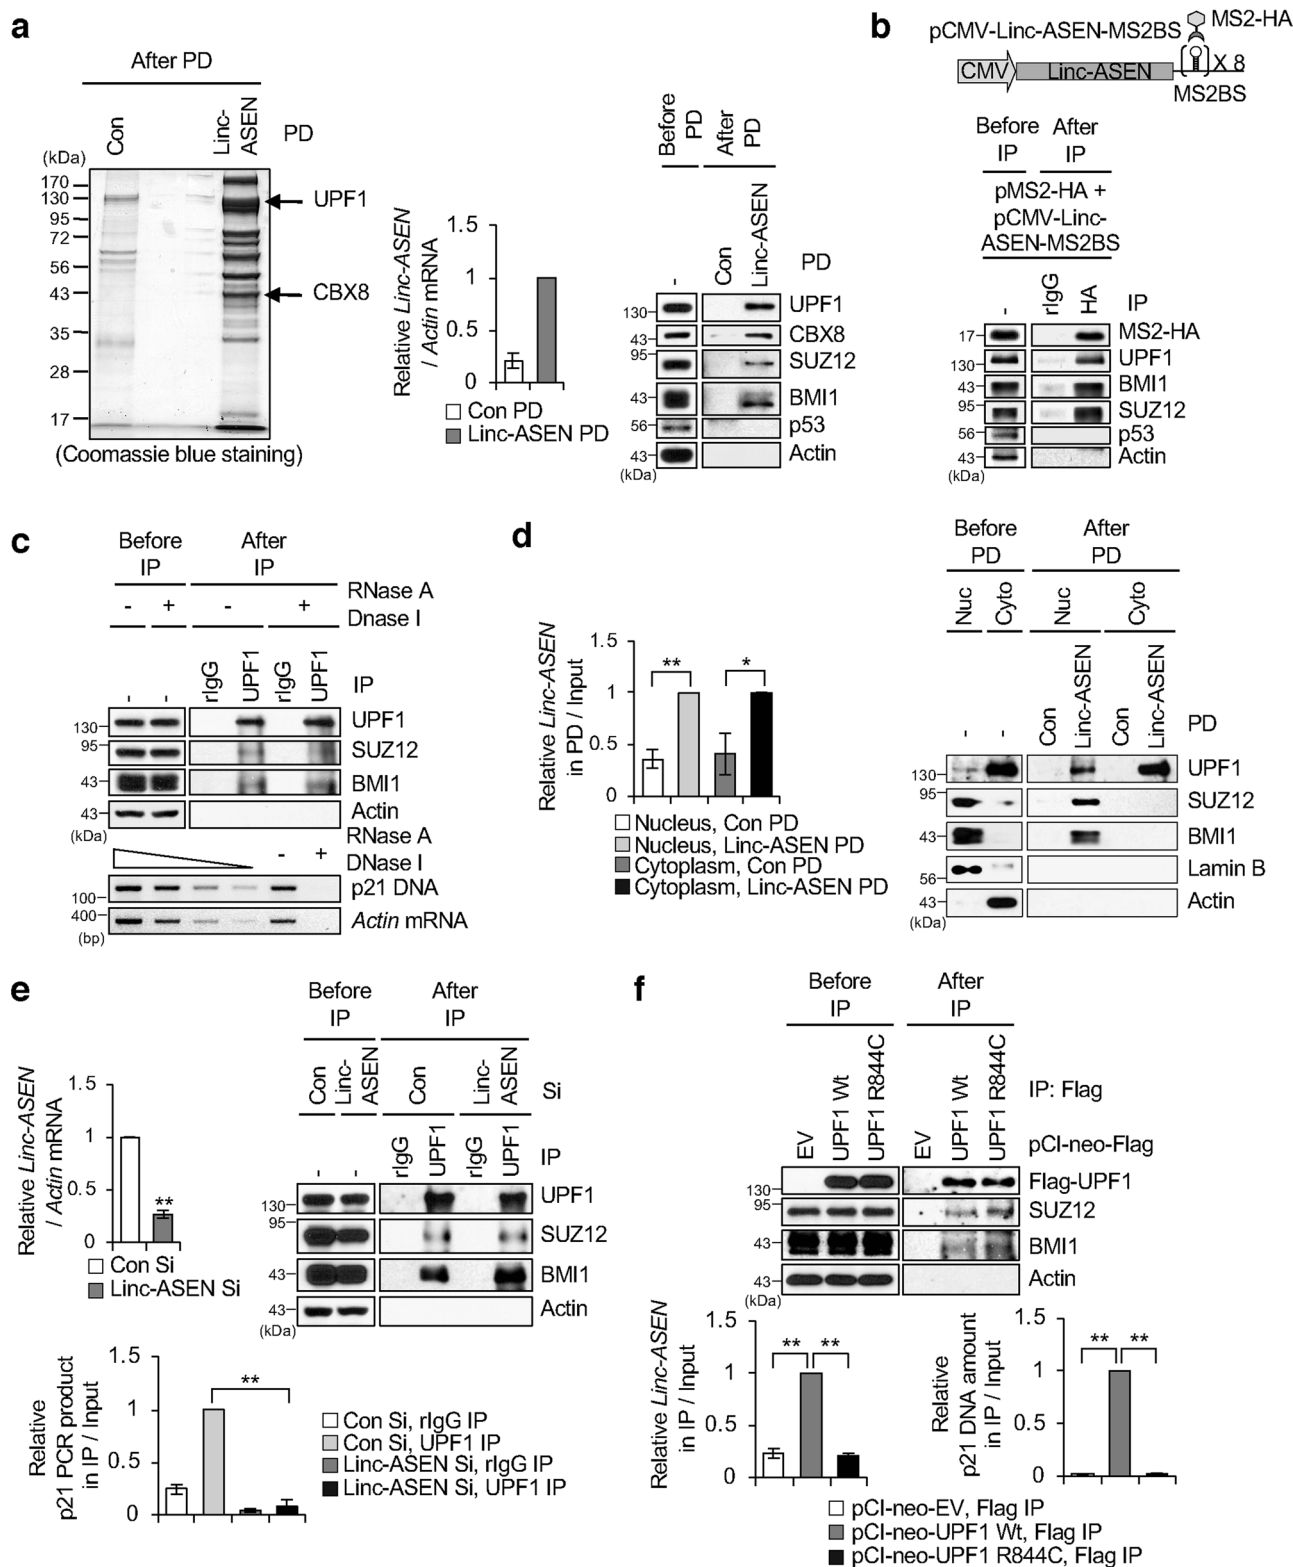 a
After PD
Con
Linc-
ASEN
PD
(kDa)
170
130
95
72
56
43
35
28
17
UPF1
CBX8
(Coomassie blue staining)
Relative Linc-ASEN
/ Actin mRNA
1.5
1
0.5
0
Con PD
Linc-ASEN PD
Before
PD
After
PD
-
Con
Linc-ASEN
PD
130
UPF1
43
CBX8
95
SUZ12
43
BMI1
56
p53
43
Actin
(kDa)
b
pCMV-Linc-ASEN-MS2BS
MS2-HA
CMV
Linc-ASEN
X 8
MS2BS
Before
IP
After
IP
pMS2-HA +
pCMV-Linc-
ASEN-MS2BS
-
rIgG
HA
IP
17
MS2-HA
130
UPF1
43
BMI1
95
SUZ12
56
p53
43
Actin
(kDa)
c
Before
IP
After
IP
RNase A
- + - +
Dnase I
- - rIgG UPF1 rIgG UPF1
IP
130
UPF1
95
SUZ12
43
BMI1
43
Actin
(kDa)
RNase A
- +
DNase I
100
p21 DNA
400
Actin mRNA
(bp)
d
Relative Linc-ASEN
in PD / Input
1.5
1
0.5
0
**
*
Nucleus, Con PD
Nucleus, Linc-ASEN PD
Cytoplasm, Con PD
Cytoplasm, Linc-ASEN PD
Before
PD
After
PD
Nuc
Cyto
Nuc
Cyto
- - Con Linc-ASEN Con Linc-ASEN
PD
130
UPF1
95
SUZ12
43
BMI1
56
Lamin B
43
Actin
(kDa)
e
Relative Linc-ASEN
/ Actin mRNA
1.5
1
0.5
0
**
Con Si
Linc-ASEN Si
Before
IP
After
IP
Con
Linc-
ASEN
Con
Linc-
ASEN
Si
- - rIgG UPF1 rIgG UPF1
IP
130
UPF1
95
SUZ12
43
BMI1
43
Actin
(kDa)
Relative
p21 PCR product
in IP / Input
1.5
1
0.5
0
**
Con Si, rIgG IP
Con Si, UPF1 IP
Linc-ASEN Si, rIgG IP
Linc-ASEN Si, UPF1 IP
f
Before
IP
After
IP
EV UPF1 Wt UPF1 R844C EV UPF1 Wt UPF1 R844C
IP: Flag
pCI-neo-Flag
130
Flag-UPF1
95
SUZ12
43
BMI1
43
Actin
(kDa)
Relative Linc-ASEN
in IP / Input
1.5
1
0.5
0
** **
Relative
p21 DNA amount
in IP / Input
1.5
1
0.5
0
** **
pCI-neo-EV, Flag IP
pCI-neo-UPF1 Wt, Flag IP
pCI-neo-UPF1 R844C, Flag IP